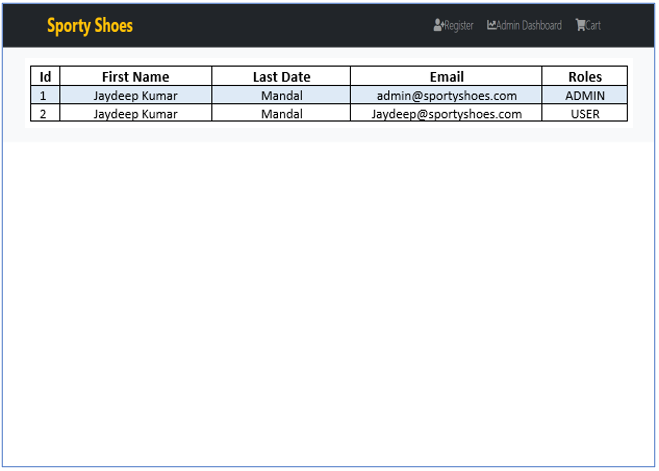 Sporty Shoes Register Admin Dashboard Cart
Id First Name Last Date Email Roles
1 Jaydeep Kumar Mandal admin@sportyshoes.com ADMIN
2 Jaydeep Kumar Mandal Jaydeep@sportyshoes.com USER